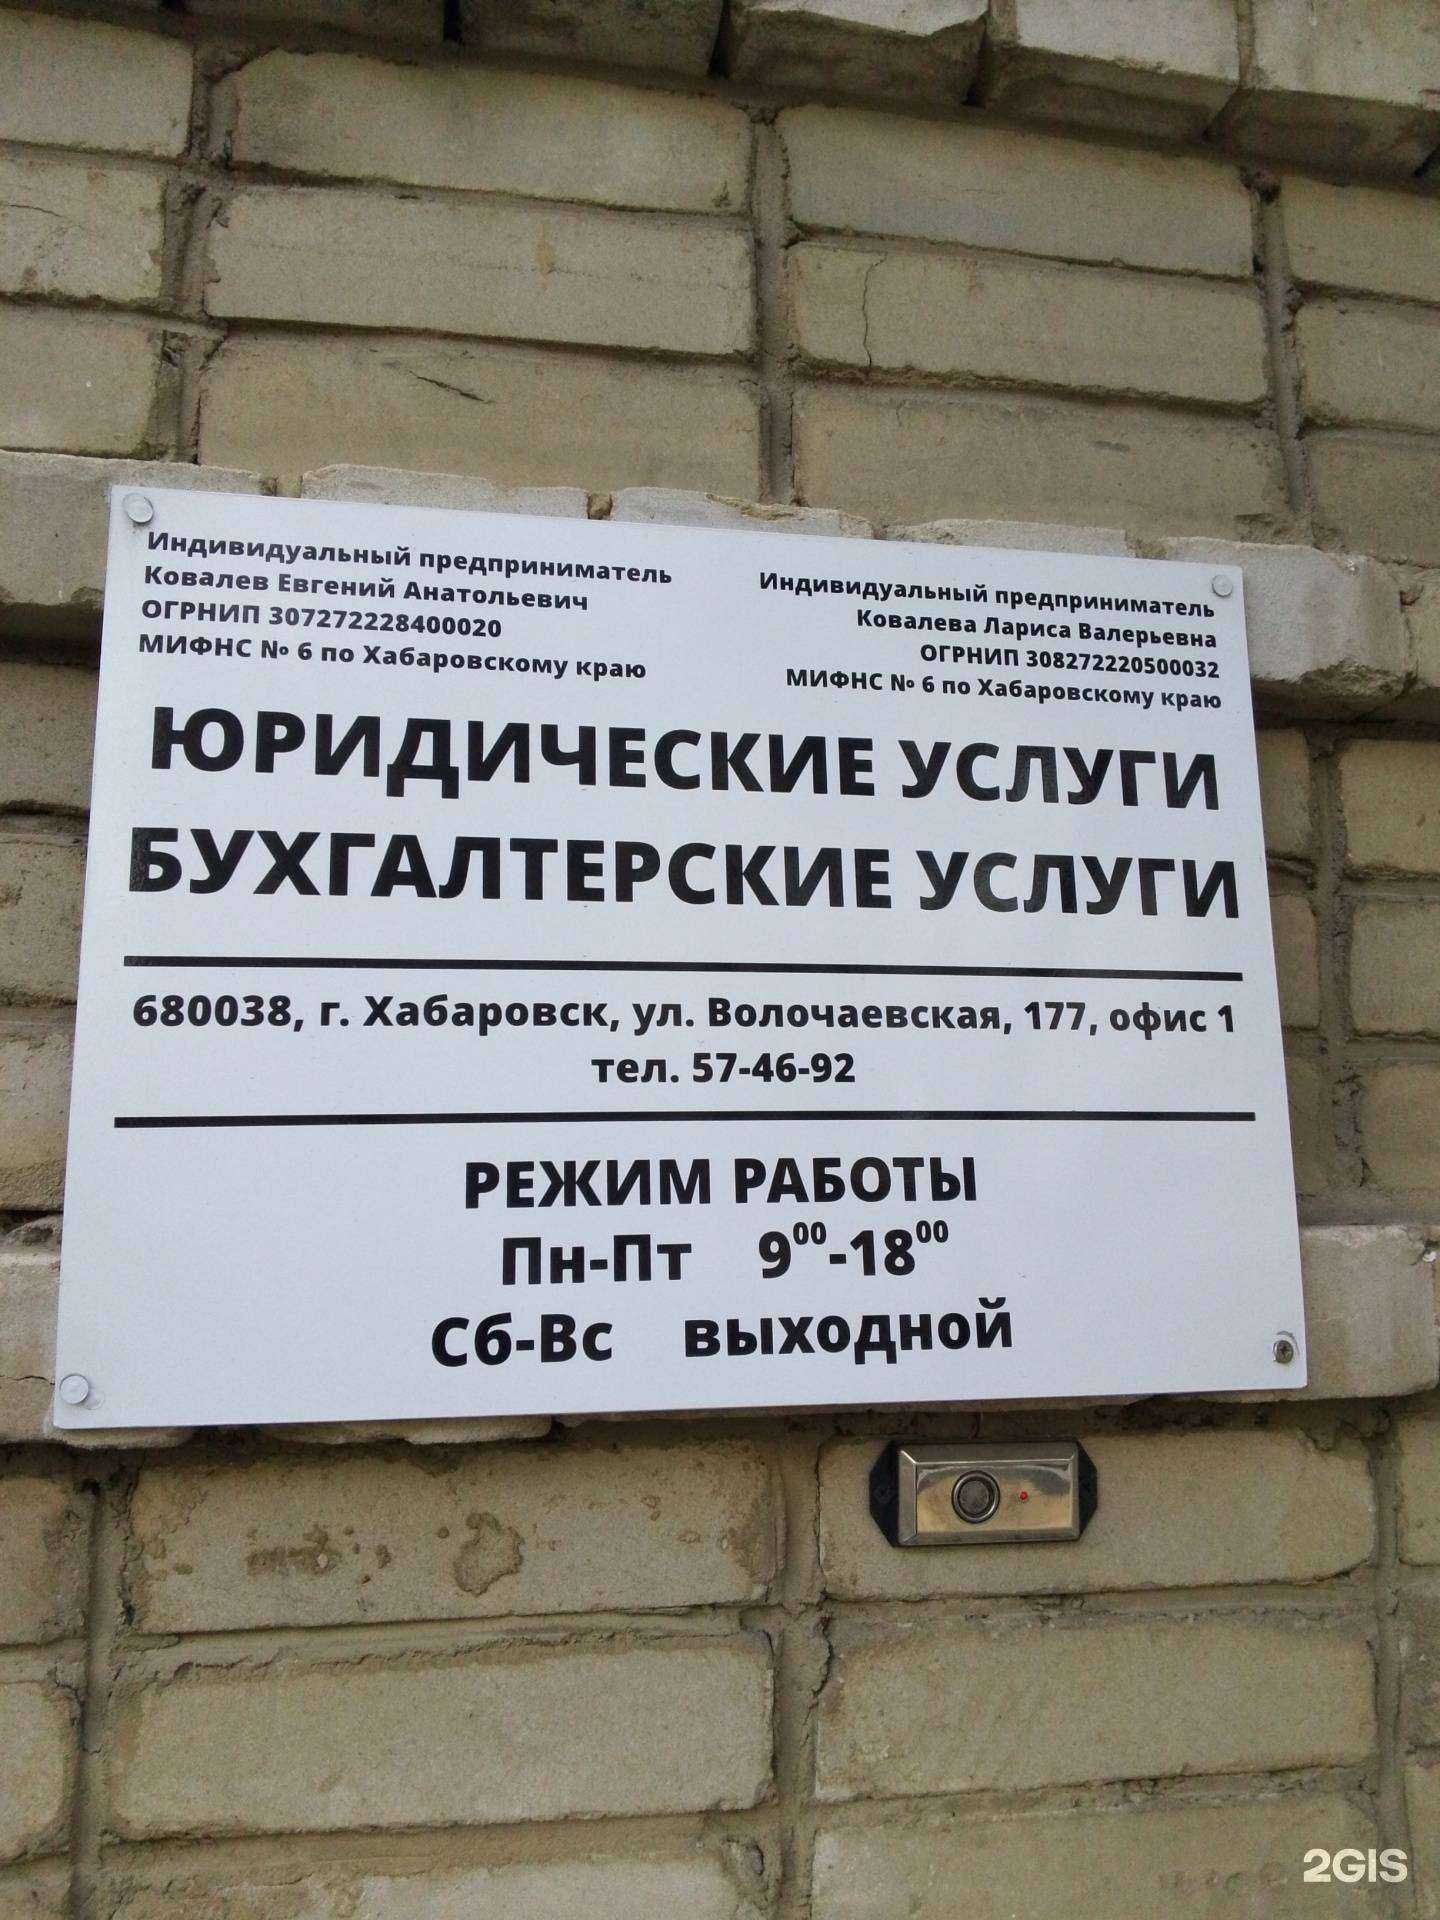 Индивидуальный предприниматель
Ковалев Евгений Анатольевич
ОГРНИП 307272228400020
МИФНС № 6 по Хабаровскому краю
Индивидуальный предприниматель
Ковалева Лариса Валерьевна
ОГРНИП 308272220500032
МИФНС № 6 по Хабаровскому краю
ЮРИДИЧЕСКИЕ УСЛУГИ
БУХГАЛТЕРСКИЕ УСЛУГИ
680038, г. Хабаровск, ул. Волочаевская, 177, офис 1
тел. 57-46-92
РЕЖИМ РАБОТЫ
Пн-Пт 9⁰⁰-18⁰⁰
Сб-Вс выходной
2GIS